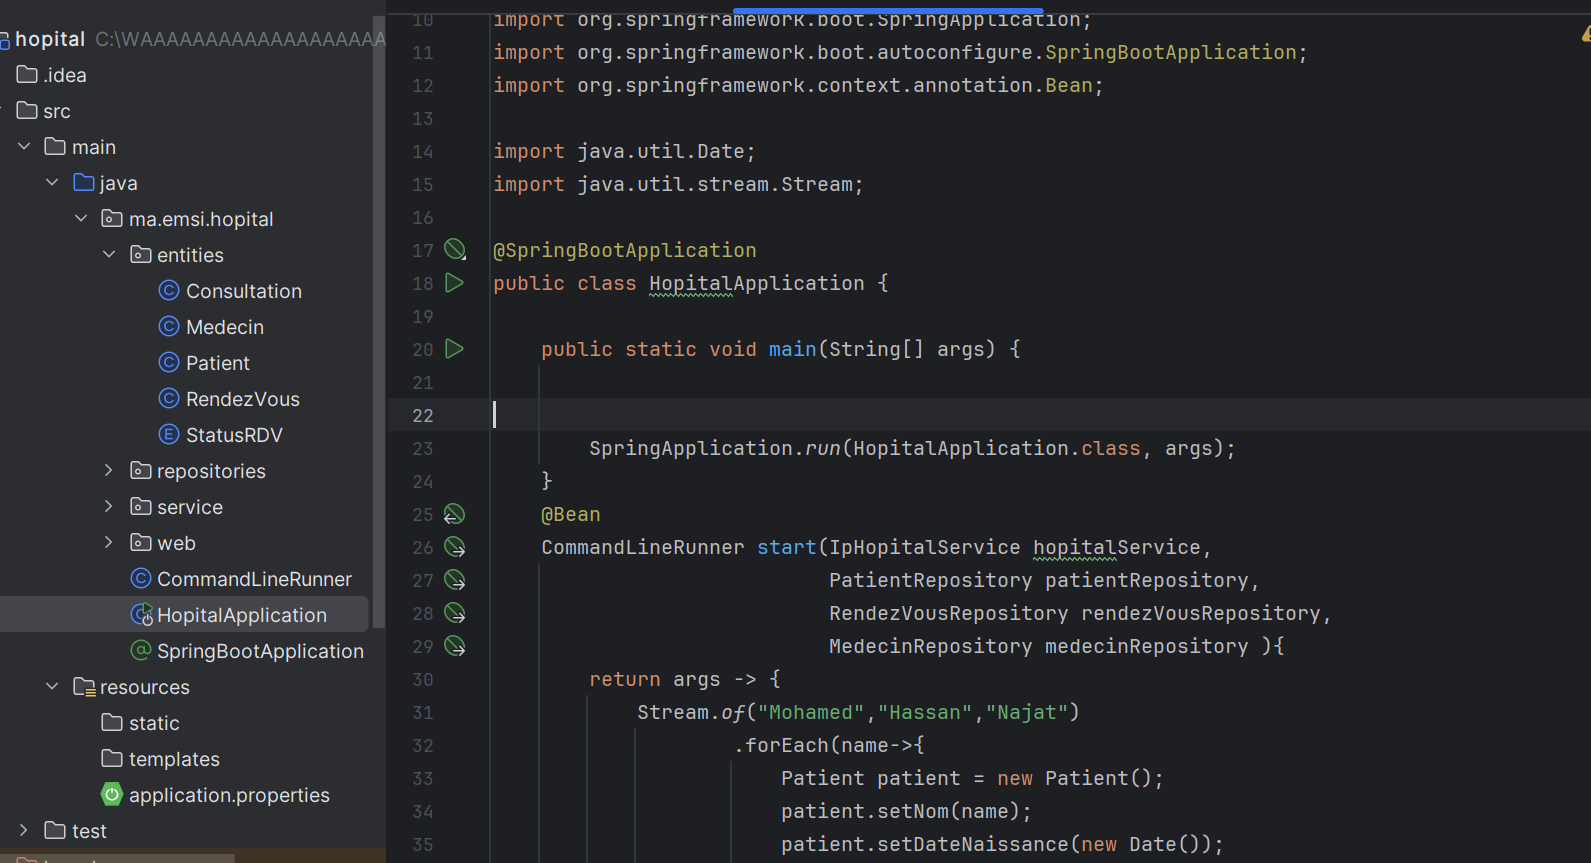 hopital C:\WAAAAAAAAAAAAAAAAAAA
.idea
src
main
java
ma.emsi.hopital
entities
Consultation
Medecin
Patient
RendezVous
StatusRDV
repositories
service
web
CommandLineRunner
HopitalApplication
SpringBootApplication
resources
static
templates
application.properties
test
10 import org.springframework.boot.SpringApplication;
11 import org.springframework.boot.autoconfigure.SpringBootApplication;
12 import org.springframework.context.annotation.Bean;
13
14 import java.util.Date;
15 import java.util.stream.Stream;
16
17 @SpringBootApplication
18 public class HopitalApplication {
19
20 public static void main(String[] args) {
21
22
23 SpringApplication.run(HopitalApplication.class, args);
24 }
25 @Bean
26 CommandLineRunner start(IpHopitalService hopitalService,
27 PatientRepository patientRepository,
28 RendezVousRepository rendezVousRepository,
29 MedecinRepository medecinRepository ){
30 return args -> {
31 Stream.of("Mohamed","Hassan","Najat")
32 .forEach(name->{
33 Patient patient = new Patient();
34 patient.setNom(name);
35 patient.setDateNaissance(new Date());